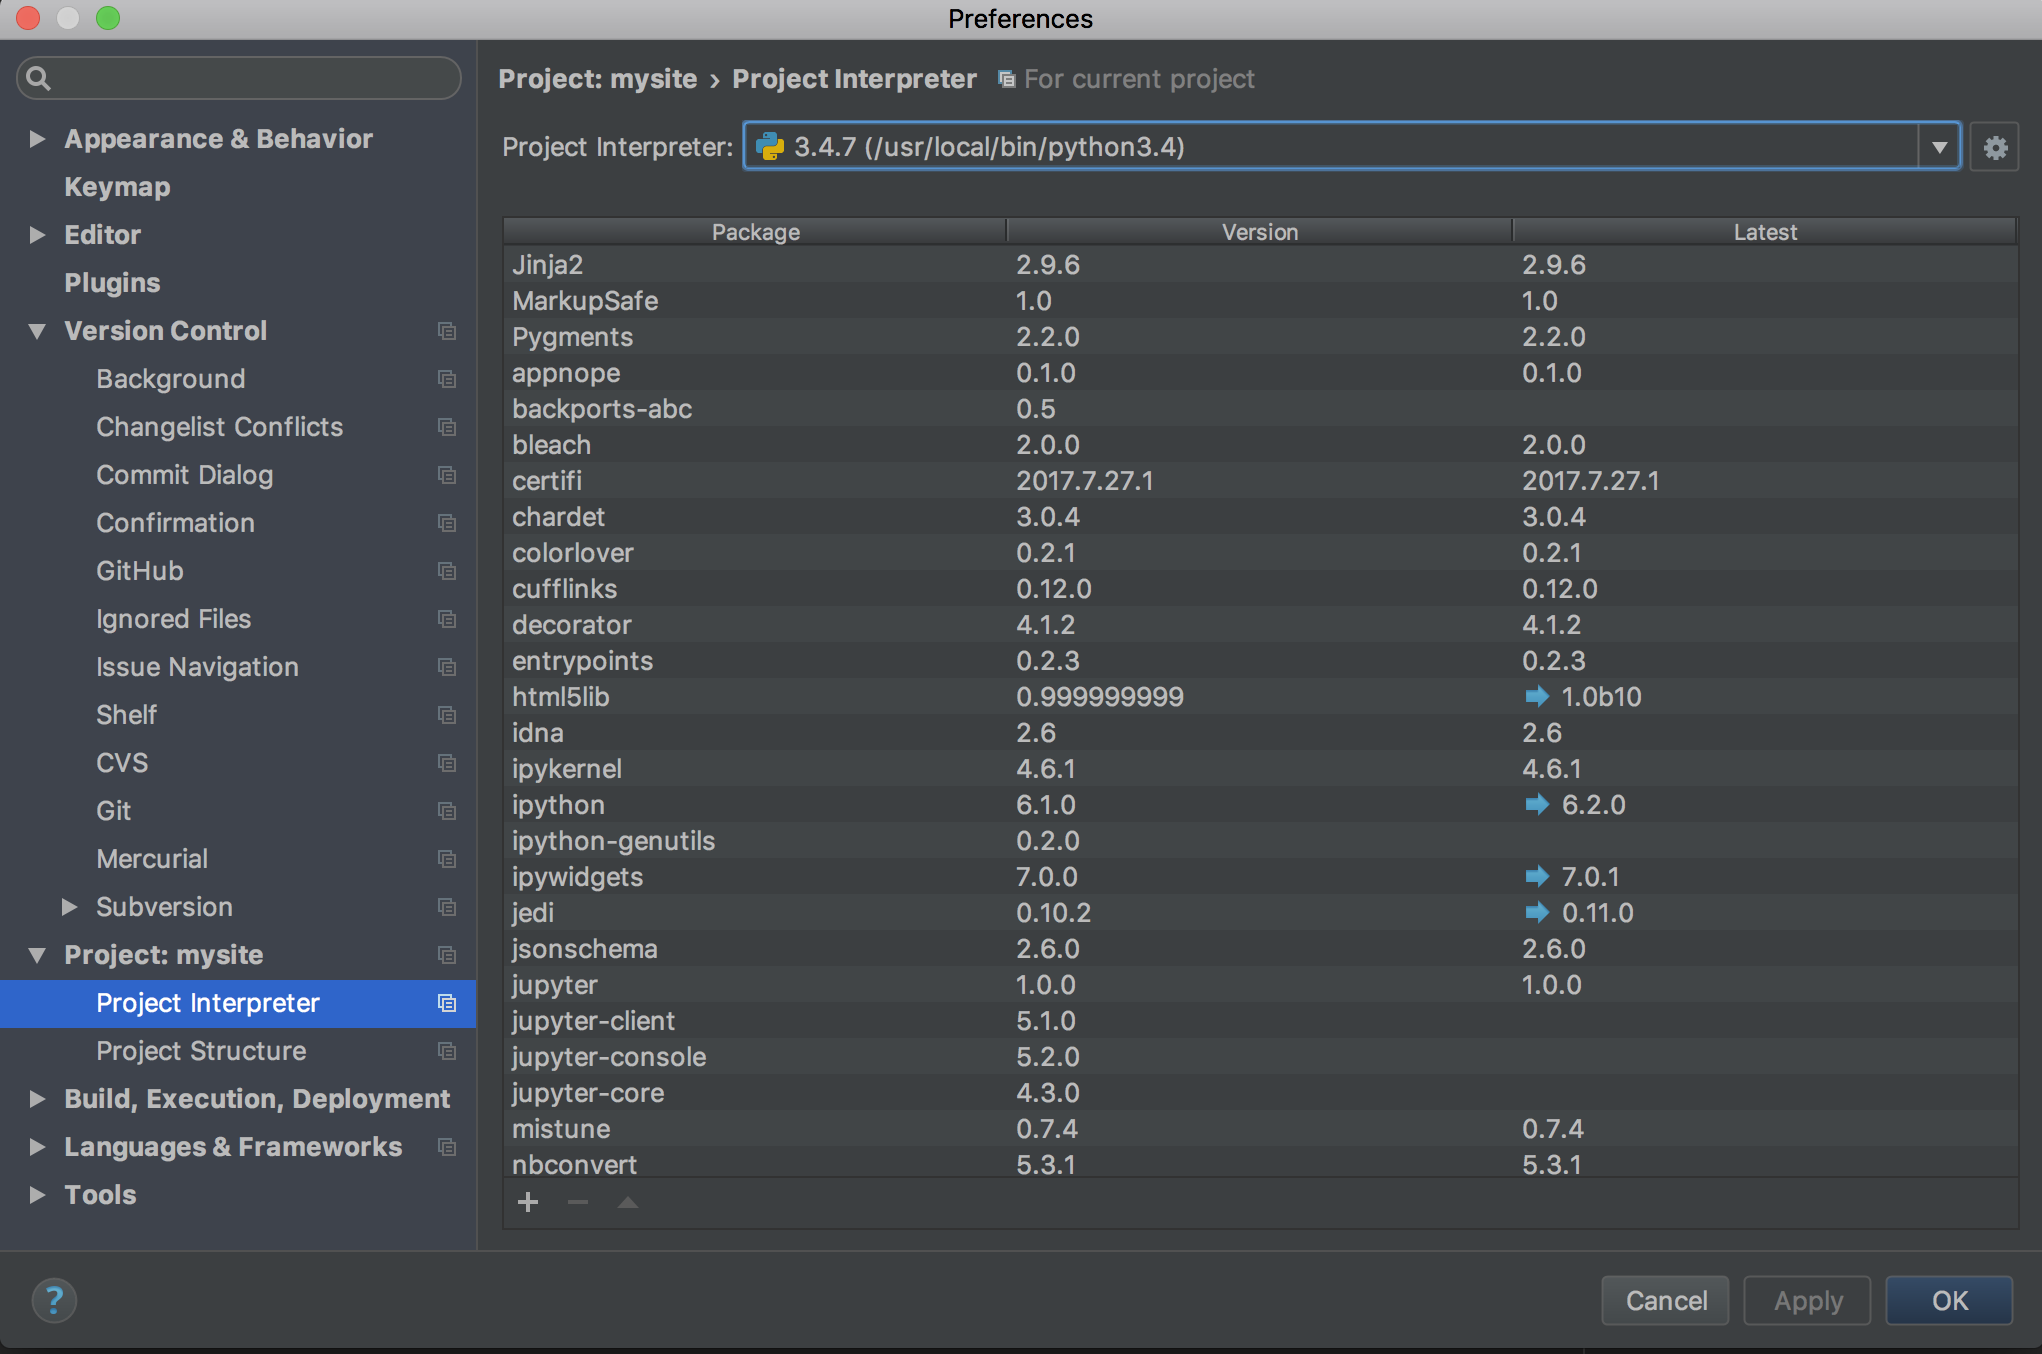 Preferences
Appearance & Behavior
Keymap
Editor
Plugins
Version Control
Background
Changelist Conflicts
Commit Dialog
Confirmation
GitHub
Ignored Files
Issue Navigation
Shelf
CVS
Git
Mercurial
Subversion
Project: mysite
Project Interpreter
Project Structure
Build, Execution, Deployment
Languages & Frameworks
Tools
Project: mysite › Project Interpreter For current project
Project Interpreter: 3.4.7 (/usr/local/bin/python3.4)
Package Version Latest
Jinja2 2.9.6 2.9.6
MarkupSafe 1.0 1.0
Pygments 2.2.0 2.2.0
appnope 0.1.0 0.1.0
backports-abc 0.5
bleach 2.0.0 2.0.0
certifi 2017.7.27.1 2017.7.27.1
chardet 3.0.4 3.0.4
colorlover 0.2.1 0.2.1
cufflinks 0.12.0 0.12.0
decorator 4.1.2 4.1.2
entrypoints 0.2.3 0.2.3
html5lib 0.999999999 1.0b10
idna 2.6 2.6
ipykernel 4.6.1 4.6.1
ipython 6.1.0 6.2.0
ipython-genutils 0.2.0
ipywidgets 7.0.0 7.0.1
jedi 0.10.2 0.11.0
jsonschema 2.6.0 2.6.0
jupyter 1.0.0 1.0.0
jupyter-client 5.1.0
jupyter-console 5.2.0
jupyter-core 4.3.0
mistune 0.7.4 0.7.4
nbconvert 5.3.1 5.3.1
? Cancel Apply OK